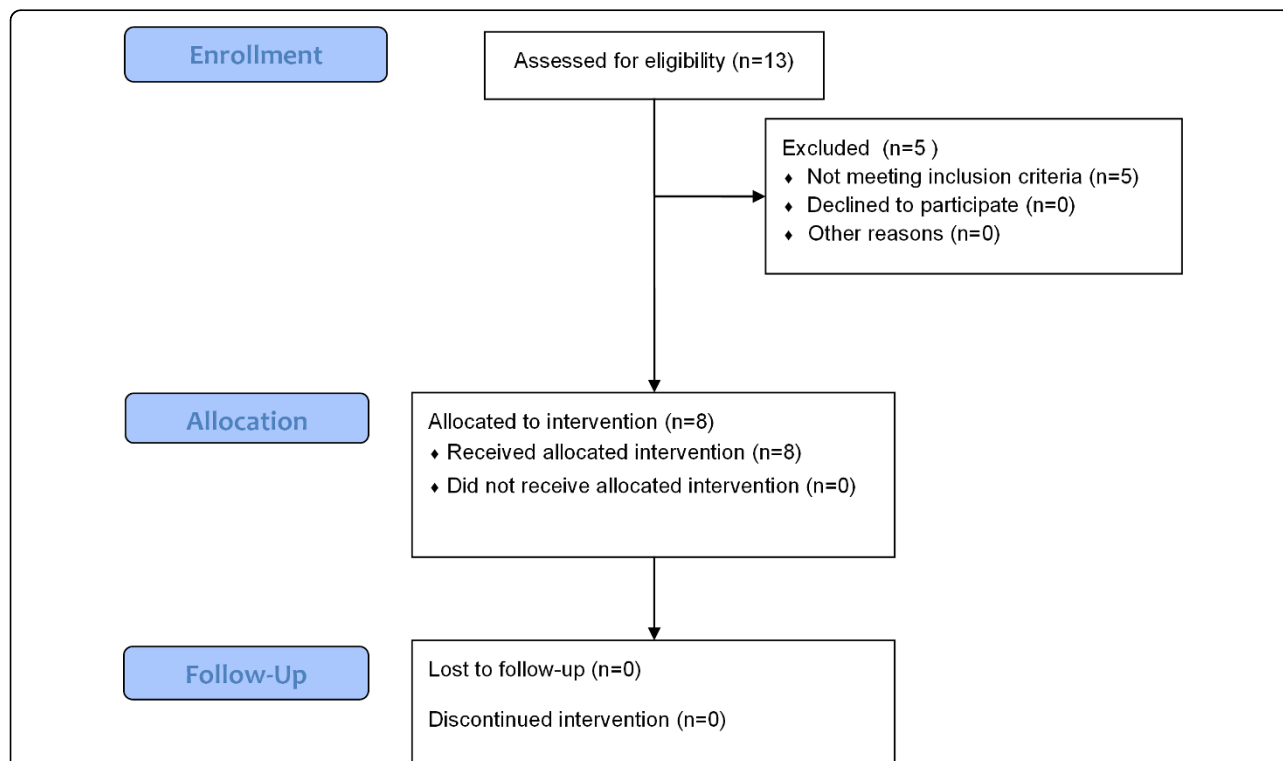 Enrollment
Assessed for eligibility (n=13)
Excluded (n=5 )
♦ Not meeting inclusion criteria (n=5)
♦ Declined to participate (n=0)
♦ Other reasons (n=0)
Allocation
Allocated to intervention (n=8)
♦ Received allocated intervention (n=8)
♦ Did not receive allocated intervention (n=0)
Follow-Up
Lost to follow-up (n=0)
Discontinued intervention (n=0)